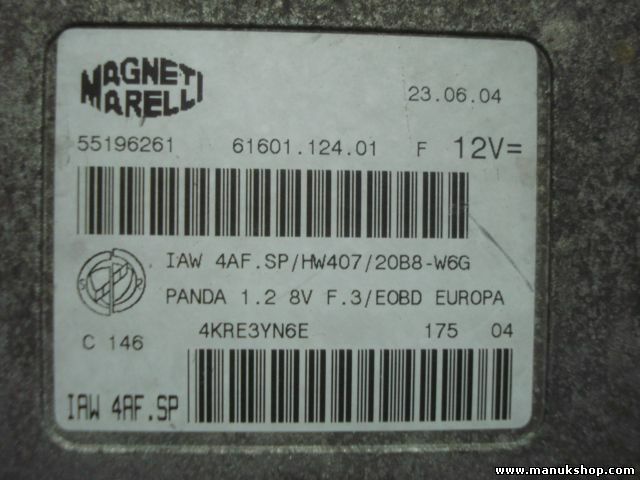 MAGNETI
MARELLI
23.06.04
55196261 61601.124.01 F 12V=
IAW 4AF.SP/HW407/20B8-W6G
PANDA 1.2 8V F.3/EOBD EUROPA
C 146 4KRE3YN6E 175 04
IAW 4AF.SP
www.manukshop.com